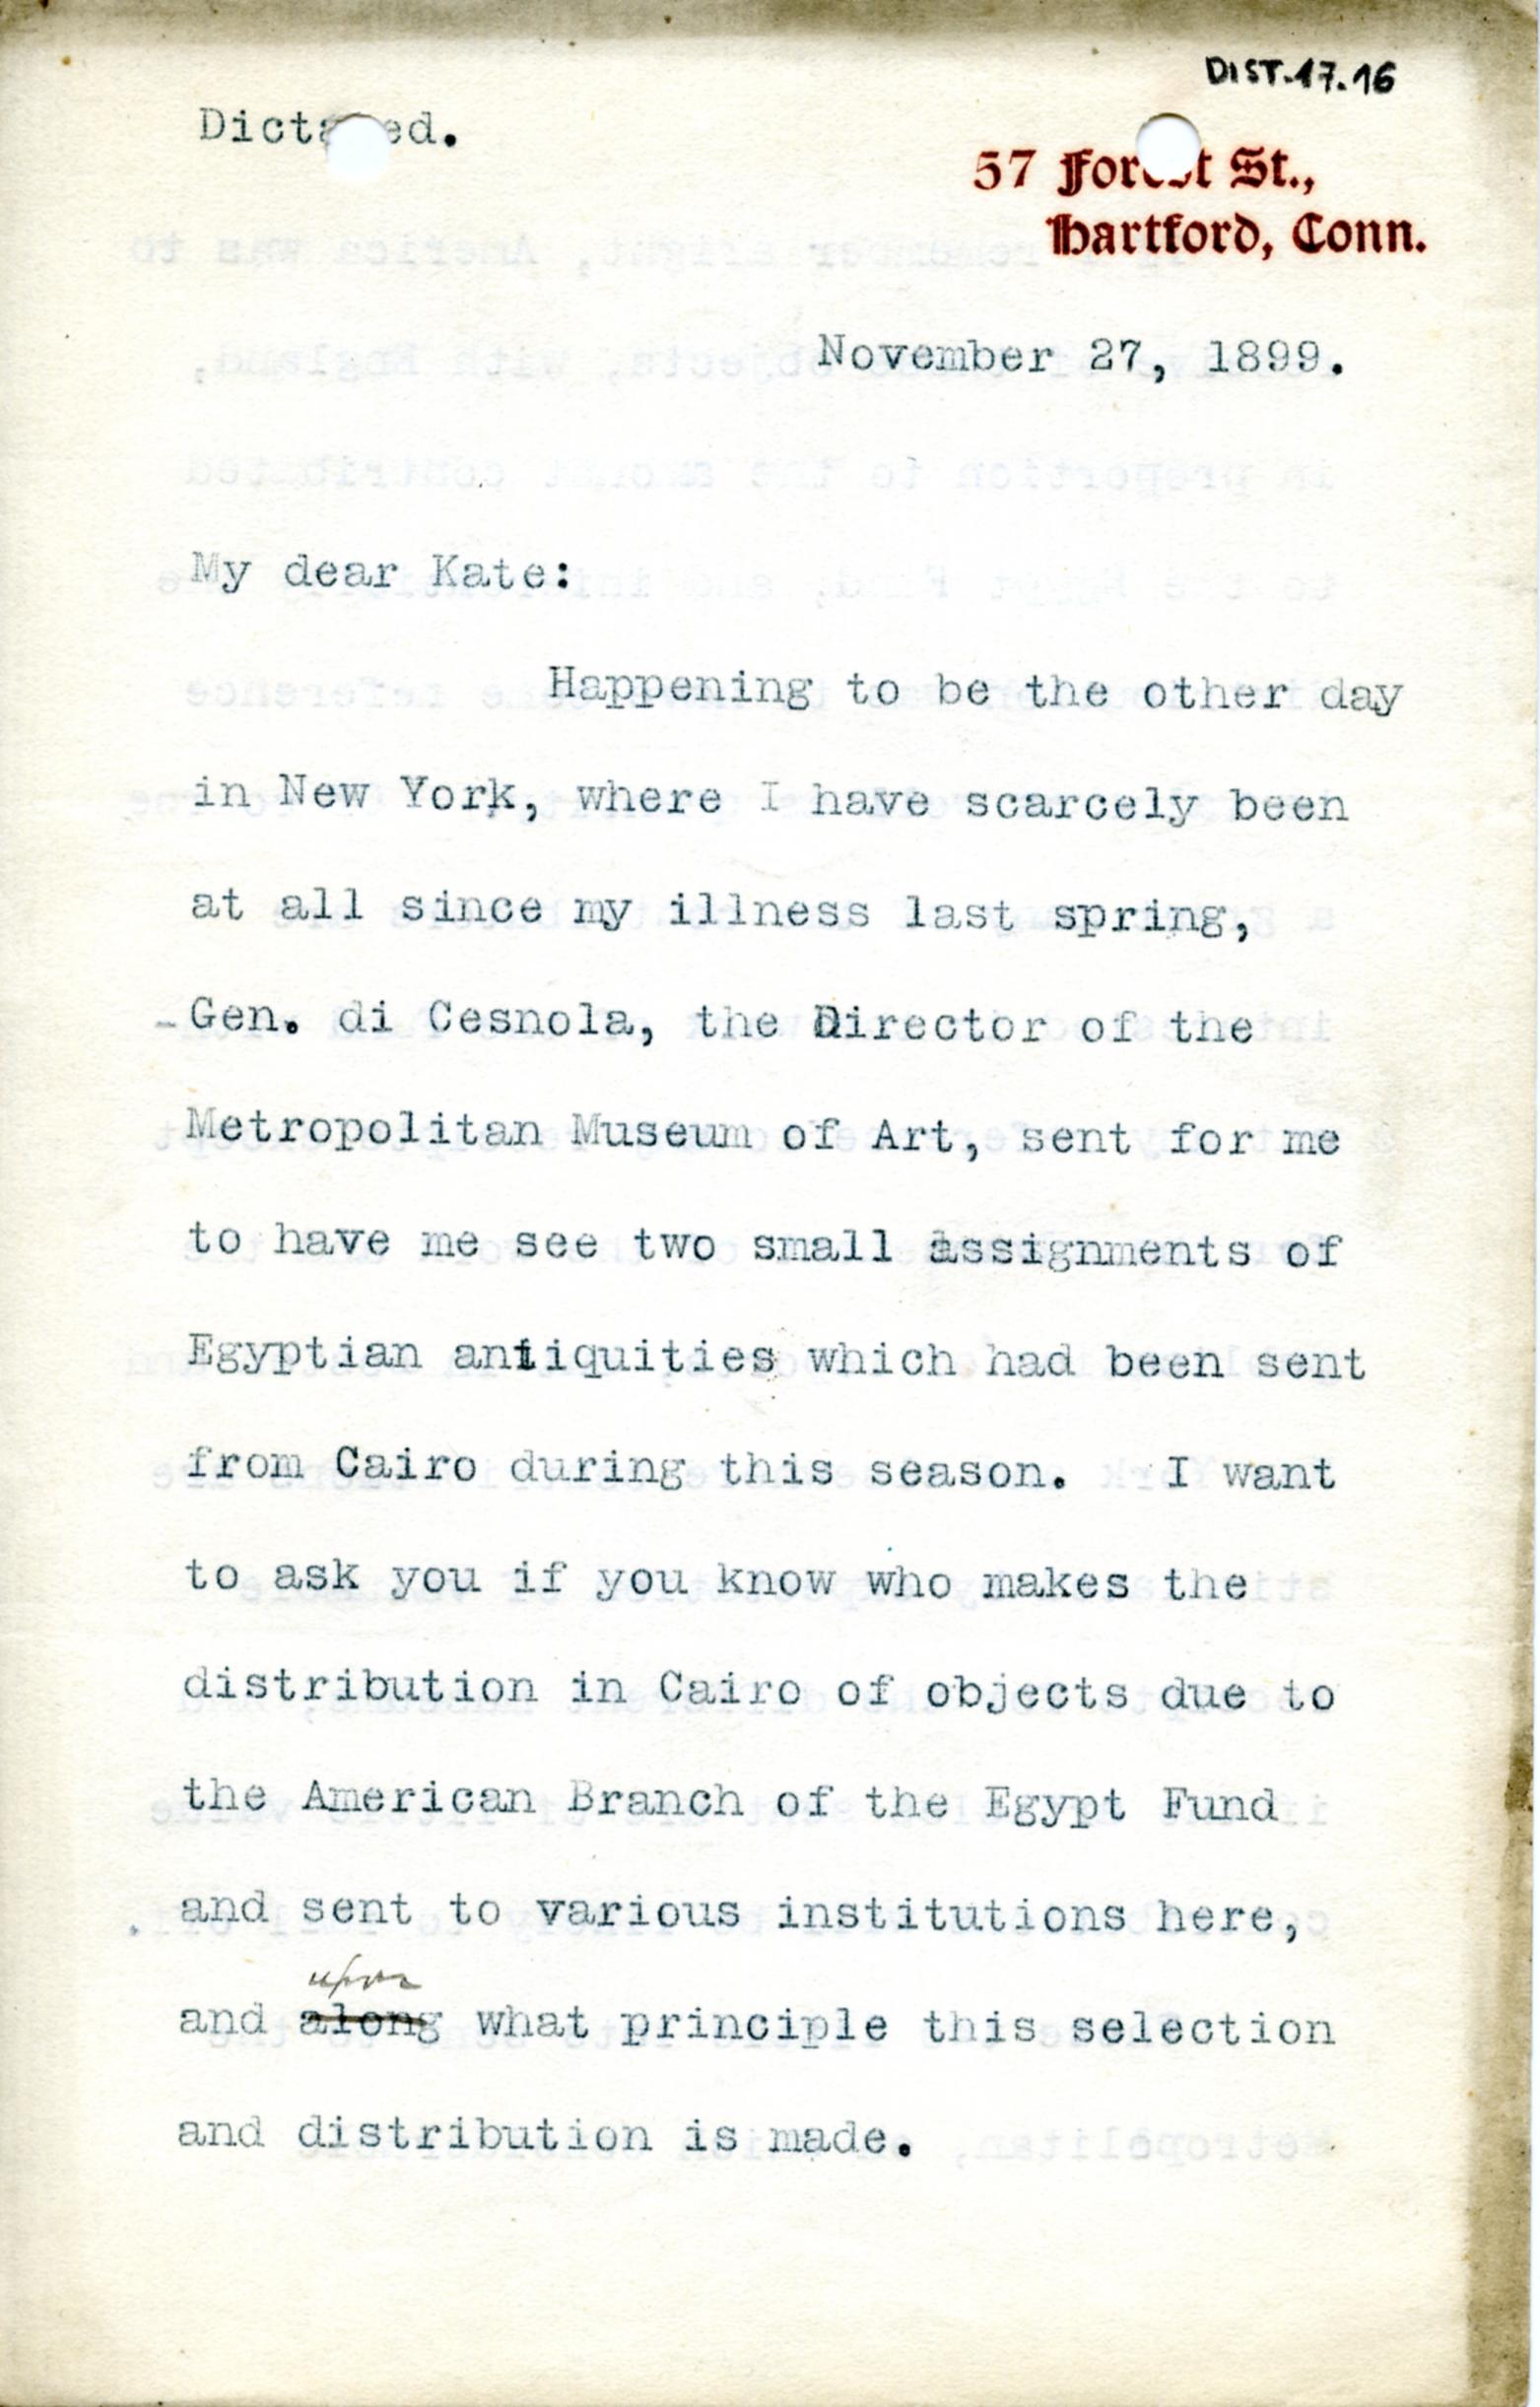 DIST.17.16
Dictated.
57 Forest St.,
Hartford, Conn.
November 27, 1899.
My dear Kate:
Happening to be the other day
in New York, where I have scarcely been
at all since my illness last spring,
Gen. di Cesnola, the Director of the
Metropolitan Museum of Art, sent for me
to have me see two small assignments of
Egyptian antiquities which had been sent
from Cairo during this season. I want
to ask you if you know who makes the
distribution in Cairo of objects due to
the American Branch of the Egypt Fund
and sent to various institutions here,
upon
and along what principle this selection
and distribution is made.